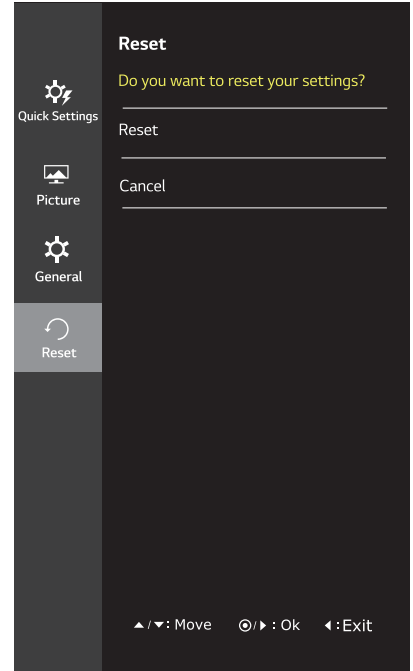 Reset
Do you want to reset your settings?
Reset
Cancel
Quick Settings
Picture
General
Reset
▲/▼: Move ◉/▶ : Ok ◀ :Exit